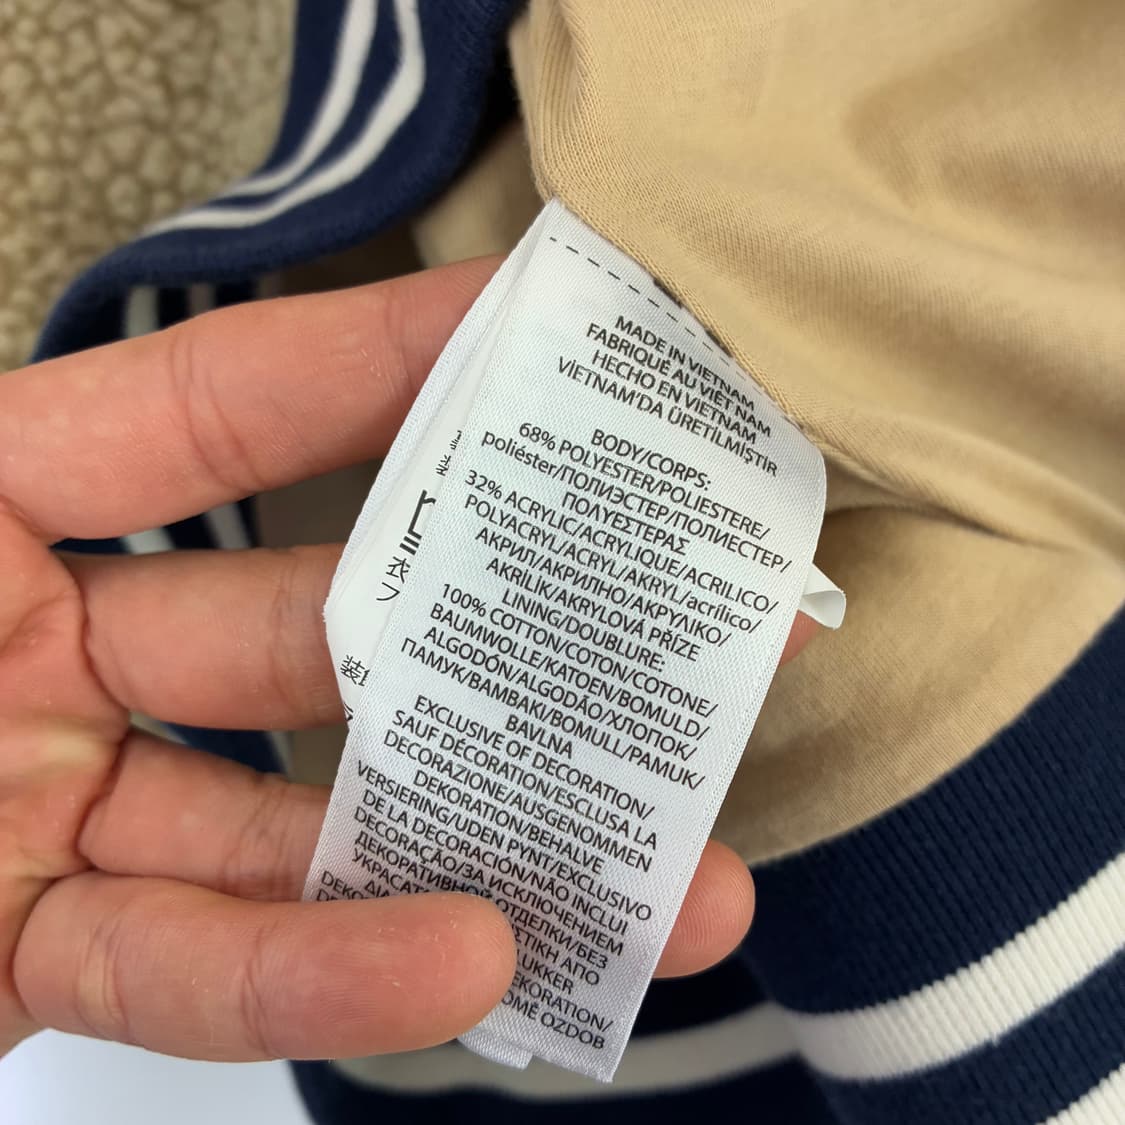 MADE IN VIETNAM
FABRIQUÉ AU VIET NAM
HECHO EN VIETNAM
VİETNAM'DA ÜRETİLMİŞTİR
BODY/CORPS:
68% POLYESTER/POLIESTERE/
poliéster/ПОЛИЭСТЕР/ПОЛИЕСТЕР/
ΠΟΛΥΕΣΤΕΡΑΣ
32% ACRYLIC/ACRYLIQUE/ACRILICO/
POLYACRYL/ACRYL/AKRYL/acrílico/
АКРИЛ/АКРИЛНО/ΑΚΡΥΛΙΚΟ/
AKRİLİK/AKRYLOVÁ PŘÍZE
LINING/DOUBLURE:
100% COTTON/COTON/COTONE/
BAUMWOLLE/KATOEN/BOMULD/
ALGODÓN/ALGODÃO/ХЛОПОК/
ПАМУК/ΒΑΜΒΑΚΙ/BOMULL/PAMUK/
BAVLNA
EXCLUSIVE OF DECORATION/
SAUF DÉCORATION/ESCLUSA LA
DECORAZIONE/AUSGENOMMEN
DEKORATION/BEHALVE
VERSIERING/UDEN PYNT/EXCLUSIVO
DE LA DECORACIÓN/NÃO INCLUI
DECORAÇÃO/ЗА ИСКЛЮЧЕНИЕМ
ДЕКОРАТИВНОЙ ОТДЕЛКИ/БЕЗ
ΑΠΟ
OZDOB